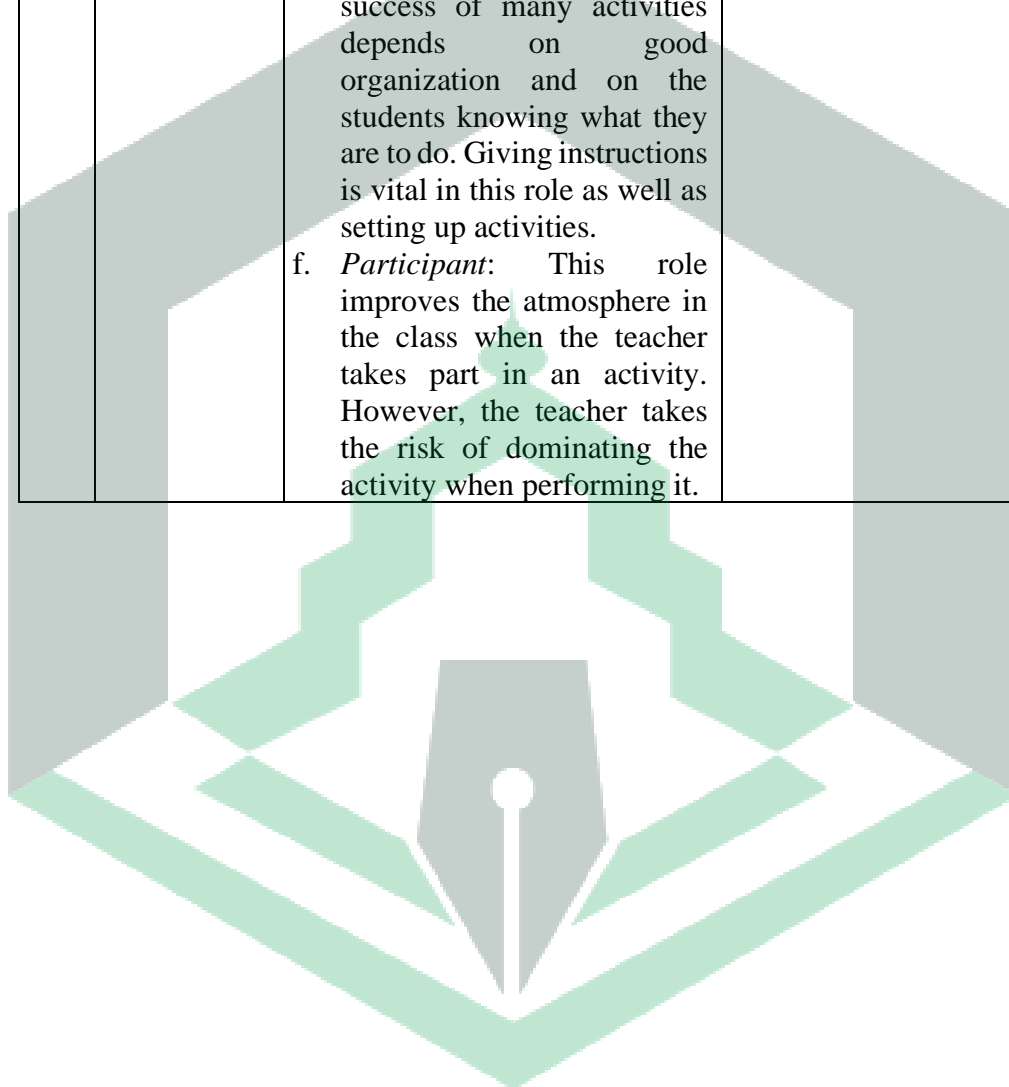 success of many activities
depends on good
organization and on the
students knowing what they
are to do. Giving instructions
is vital in this role as well as
setting up activities.
f. Participant: This role
improves the atmosphere in
the class when the teacher
takes part in an activity.
However, the teacher takes
the risk of dominating the
activity when performing it.